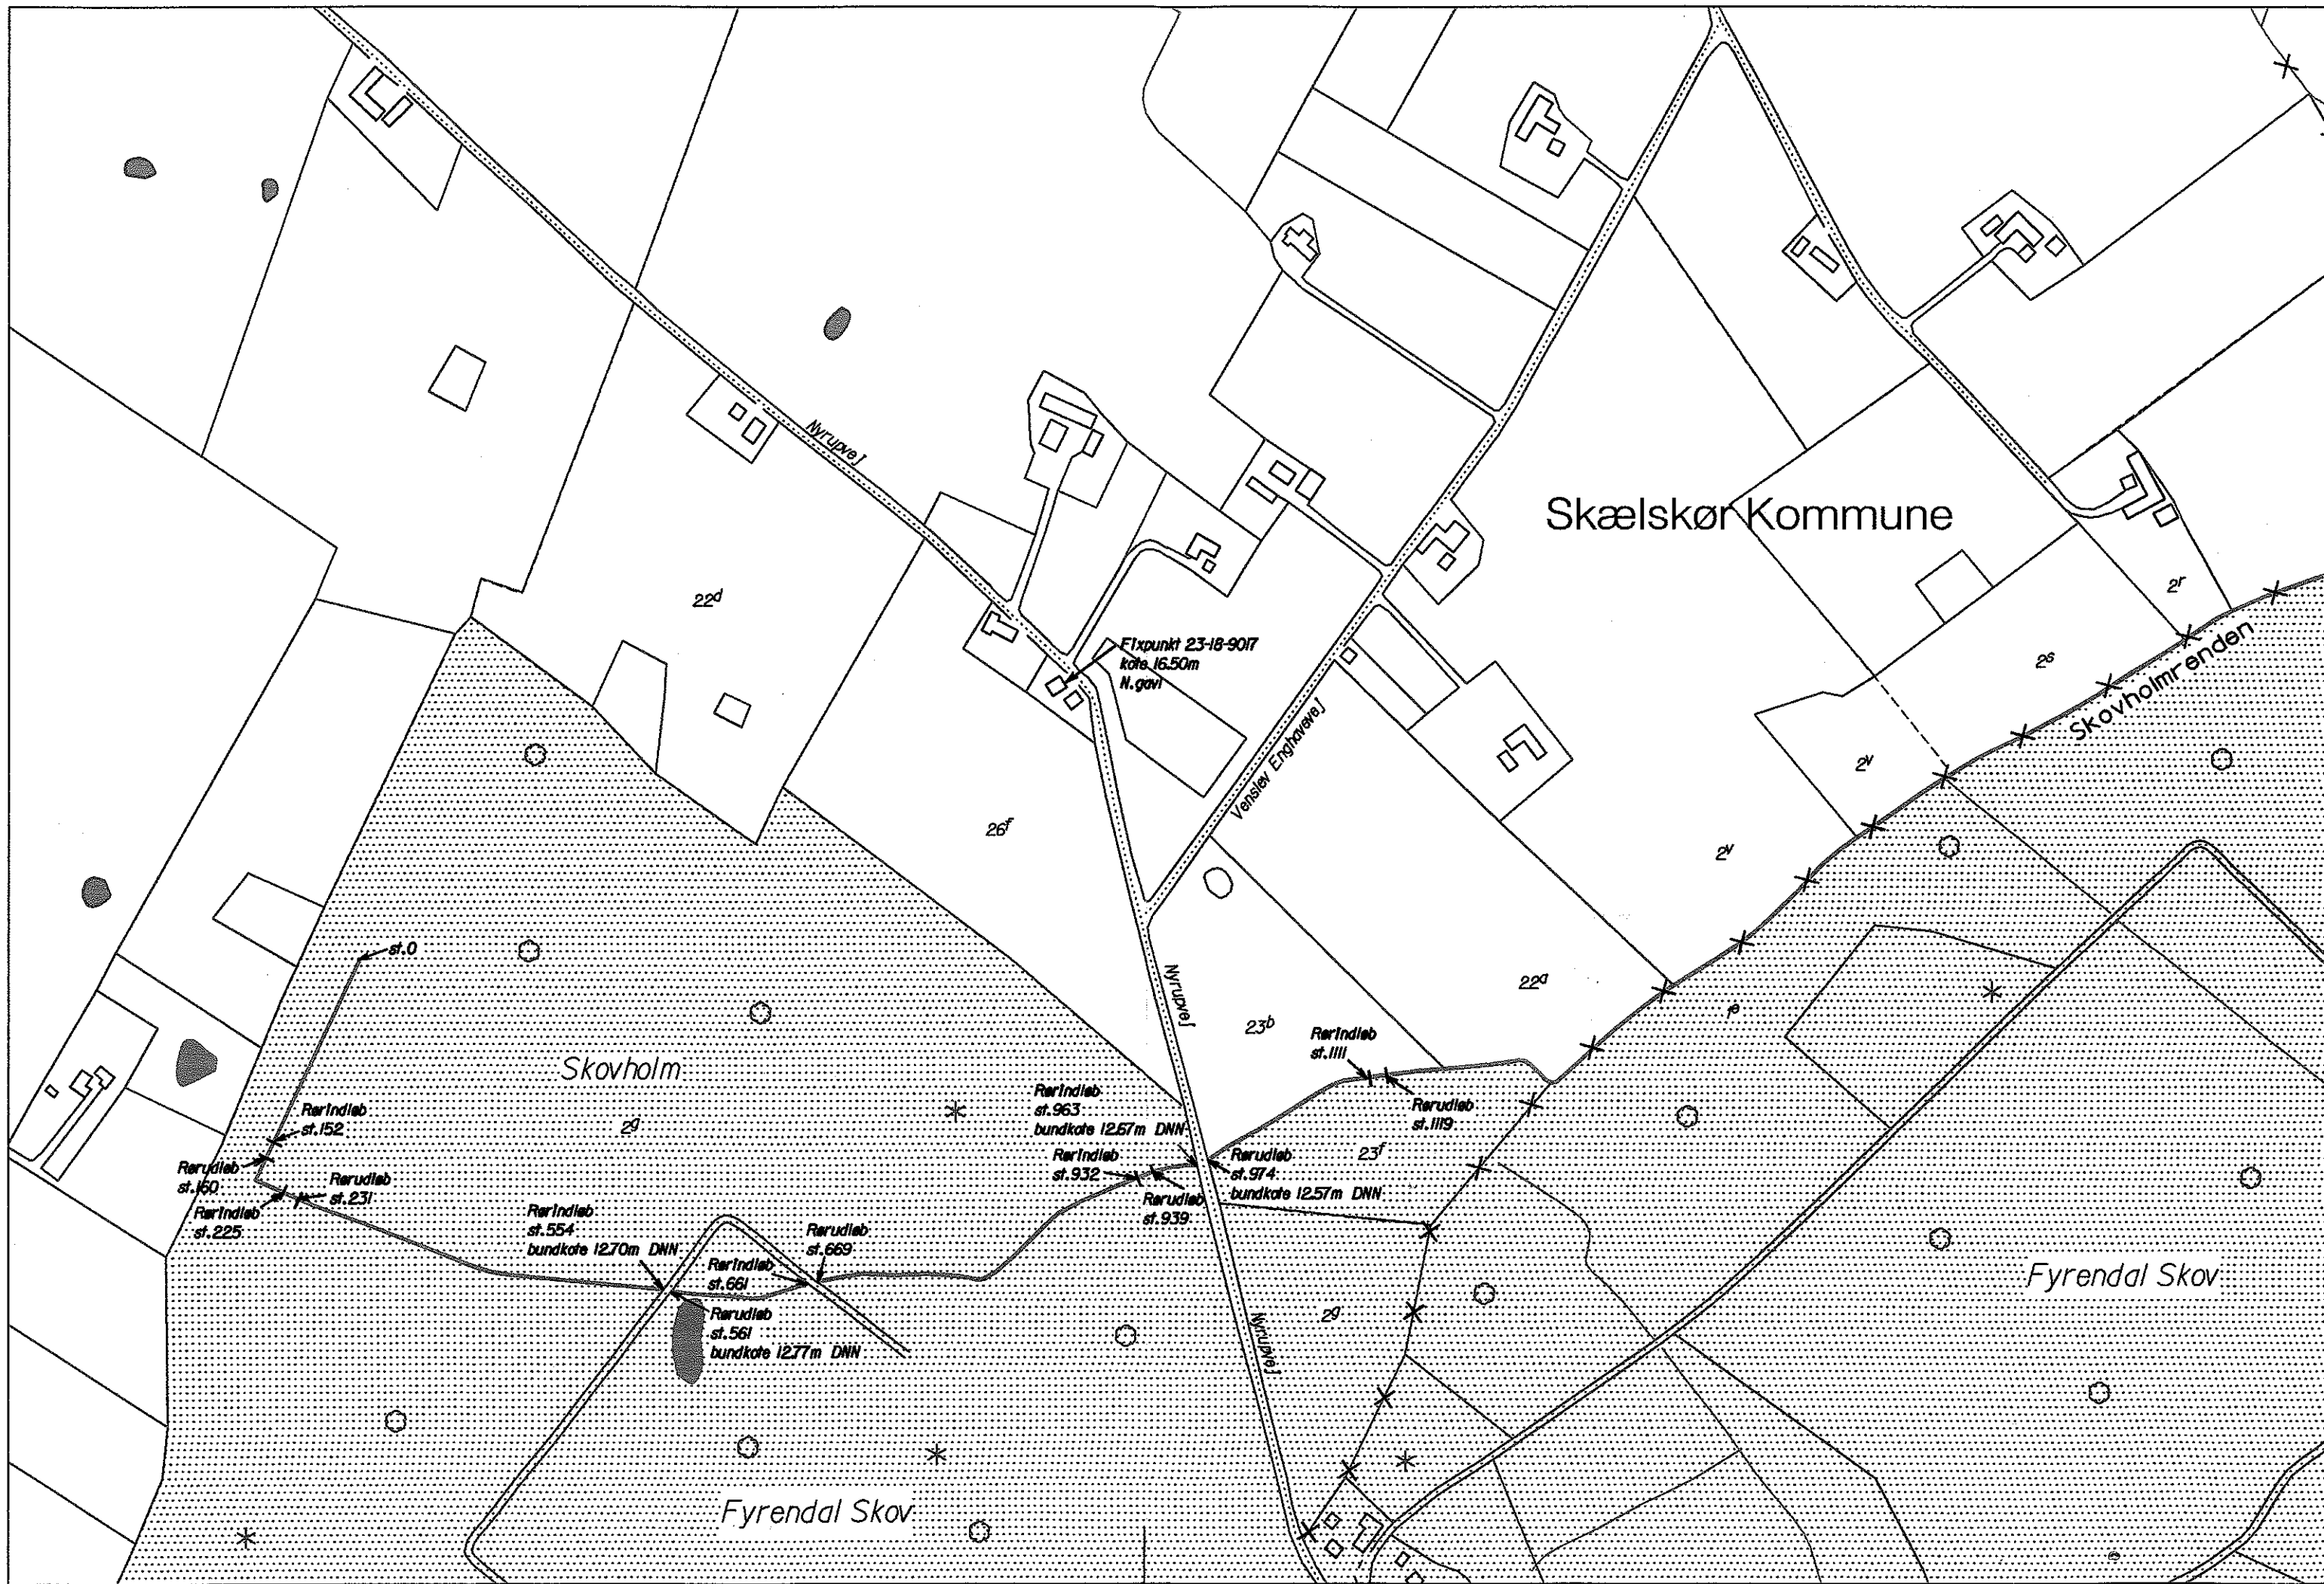 Nyrupvej
Skælskør Kommune
22d
2r
Fixpunkt 23-18-9017
kote 16.50m
N.gavl
2s
Skovholmrenden
Venslev Enghavevej
2v
26f
2v
st.0
Nyrupvej
22a
23b
Rørindløb
st.1111
Skovholm
Rørindløb
st.963
bundkote 12.67m DNN
Rørudløb
st.1119
Rørindløb
st.152
2g
23f
Rørudløb
st.160
Rørindløb
st.932
Rørudløb
st.974
bundkote 12.57m DNN
Rørudløb
st.231
Rørudløb
st.939
Rørindløb
st.225
Rørindløb
st.554
bundkote 12.70m DNN
Rørudløb
st.669
Rørindløb
st.661
Fyrendal Skov
Rørudløb
st.561
bundkote 12.77m DNN
2g
Nyrupvej
Fyrendal Skov